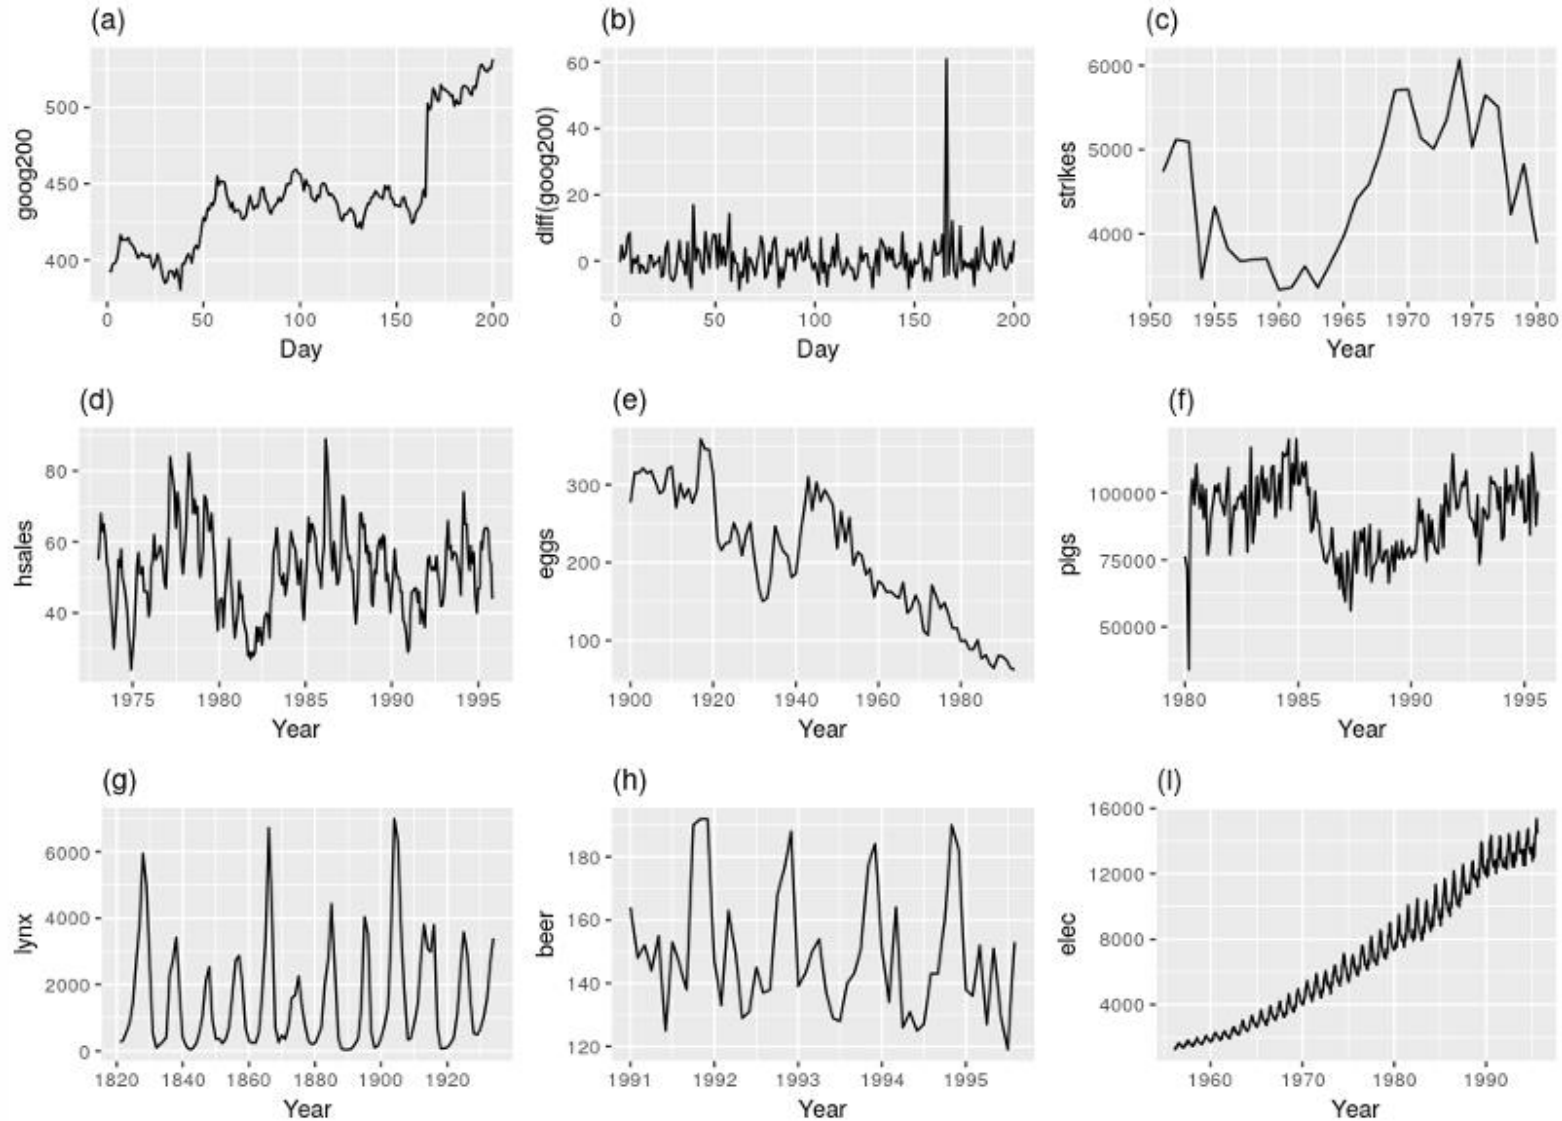 (a)
goog200
500
450
400
0 50 100 150 200
Day
(b)
diff(goog200)
60
40
20
0
0 50 100 150 200
Day
(c)
strikes
6000
5000
4000
1950 1955 1960 1965 1970 1975 1980
Year
(d)
hsales
80
60
40
1975 1980 1985 1990 1995
Year
(e)
eggs
300
200
100
1900 1920 1940 1960 1980
Year
(f)
pigs
100000
75000
50000
1980 1985 1990 1995
Year
(g)
lynx
6000
4000
2000
0
1820 1840 1860 1880 1900 1920
Year
(h)
beer
180
160
140
120
1991 1992 1993 1994 1995
Year
(i)
elec
16000
12000
8000
4000
1960 1970 1980 1990
Year